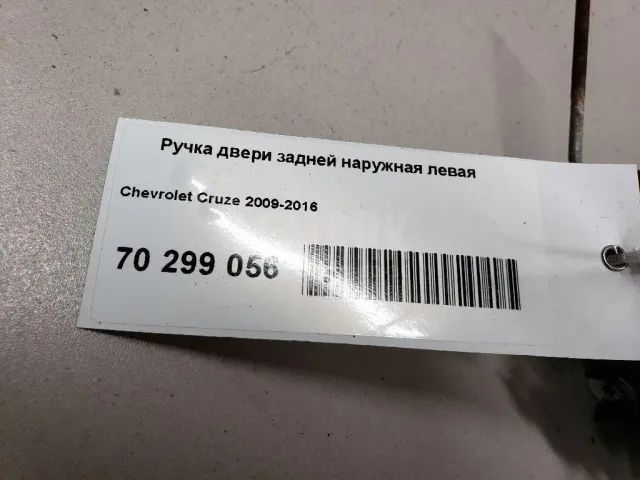 Ручка двери задней наружная левая
Chevrolet Cruze 2009-2016
70 299 056